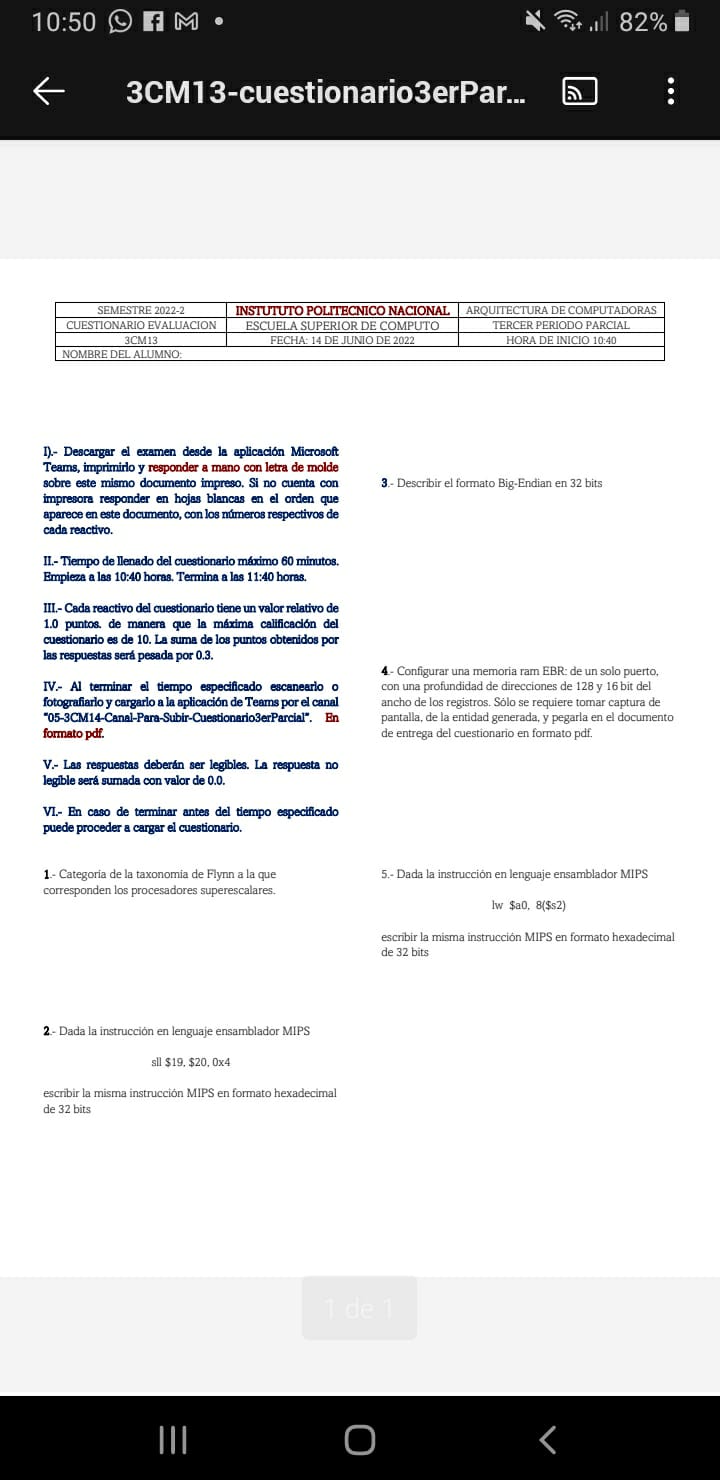 10:50
82%
3CM13-cuestionario3erPar...
SEMESTRE 2022-2 INSTUTUTO POLITECNICO NACIONAL ARQUITECTURA DE COMPUTADORAS
CUESTIONARIO EVALUACION ESCUELA SUPERIOR DE COMPUTO TERCER PERIODO PARCIAL
3CM13 FECHA: 14 DE JUNIO DE 2022 HORA DE INICIO 10:40
NOMBRE DEL ALUMNO:
I).- Descargar el examen desde la aplicación Microsoft
Teams, imprimirlo y responder a mano con letra de molde
sobre este mismo documento impreso. Si no cuenta con
impresora responder en hojas blancas en el orden que
aparece en este documento, con los números respectivos de
cada reactivo.
II.- Tiempo de llenado del cuestionario máximo 60 minutos.
Empieza a las 10:40 horas. Termina a las 11:40 horas.
III.- Cada reactivo del cuestionario tiene un valor relativo de
1.0 puntos. de manera que la máxima calificación del
cuestionario es de 10. La suma de los puntos obtenidos por
las respuestas será pesada por 0.3.
IV.- Al terminar el tiempo especificado escanearlo o
fotografiarlo y cargarlo a la aplicación de Teams por el canal
"05-3CM14-Canal-Para-Subir-Cuestionario3erParcial". En
formato pdf.
V.- Las respuestas deberán ser legibles. La respuesta no
legible será sumada con valor de 0.0.
VI.- En caso de terminar antes del tiempo especificado
puede proceder a cargar el cuestionario.
1.- Categoría de la taxonomía de Flynn a la que
corresponden los procesadores superescalares.
2.- Dada la instrucción en lenguaje ensamblador MIPS
sll $19, $20, 0x4
escribir la misma instrucción MIPS en formato hexadecimal
de 32 bits
3.- Describir el formato Big-Endian en 32 bits
4.- Configurar una memoria ram EBR: de un solo puerto,
con una profundidad de direcciones de 128 y 16 bit del
ancho de los registros. Sólo se requiere tomar captura de
pantalla, de la entidad generada, y pegarla en el documento
de entrega del cuestionario en formato pdf.
5.- Dada la instrucción en lenguaje ensamblador MIPS
lw $a0, 8($s2)
escribir la misma instrucción MIPS en formato hexadecimal
de 32 bits
1 de 1